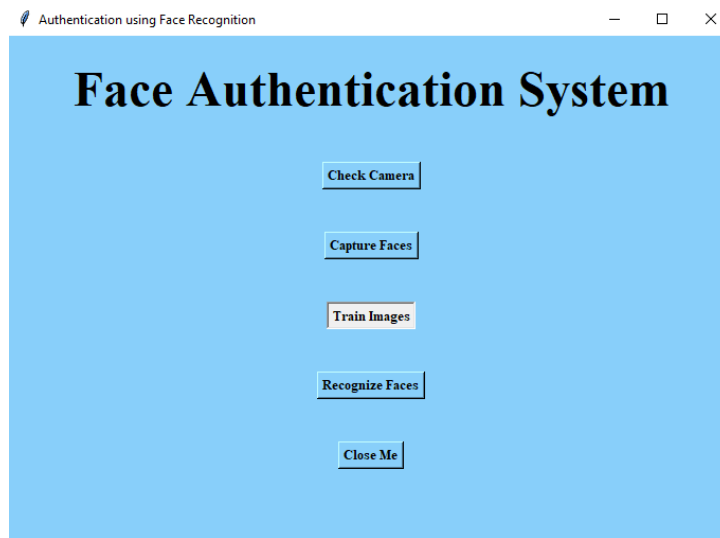 Authentication using Face Recognition
Face Authentication System
Check Camera
Capture Faces
Train Images
Recognize Faces
Close Me